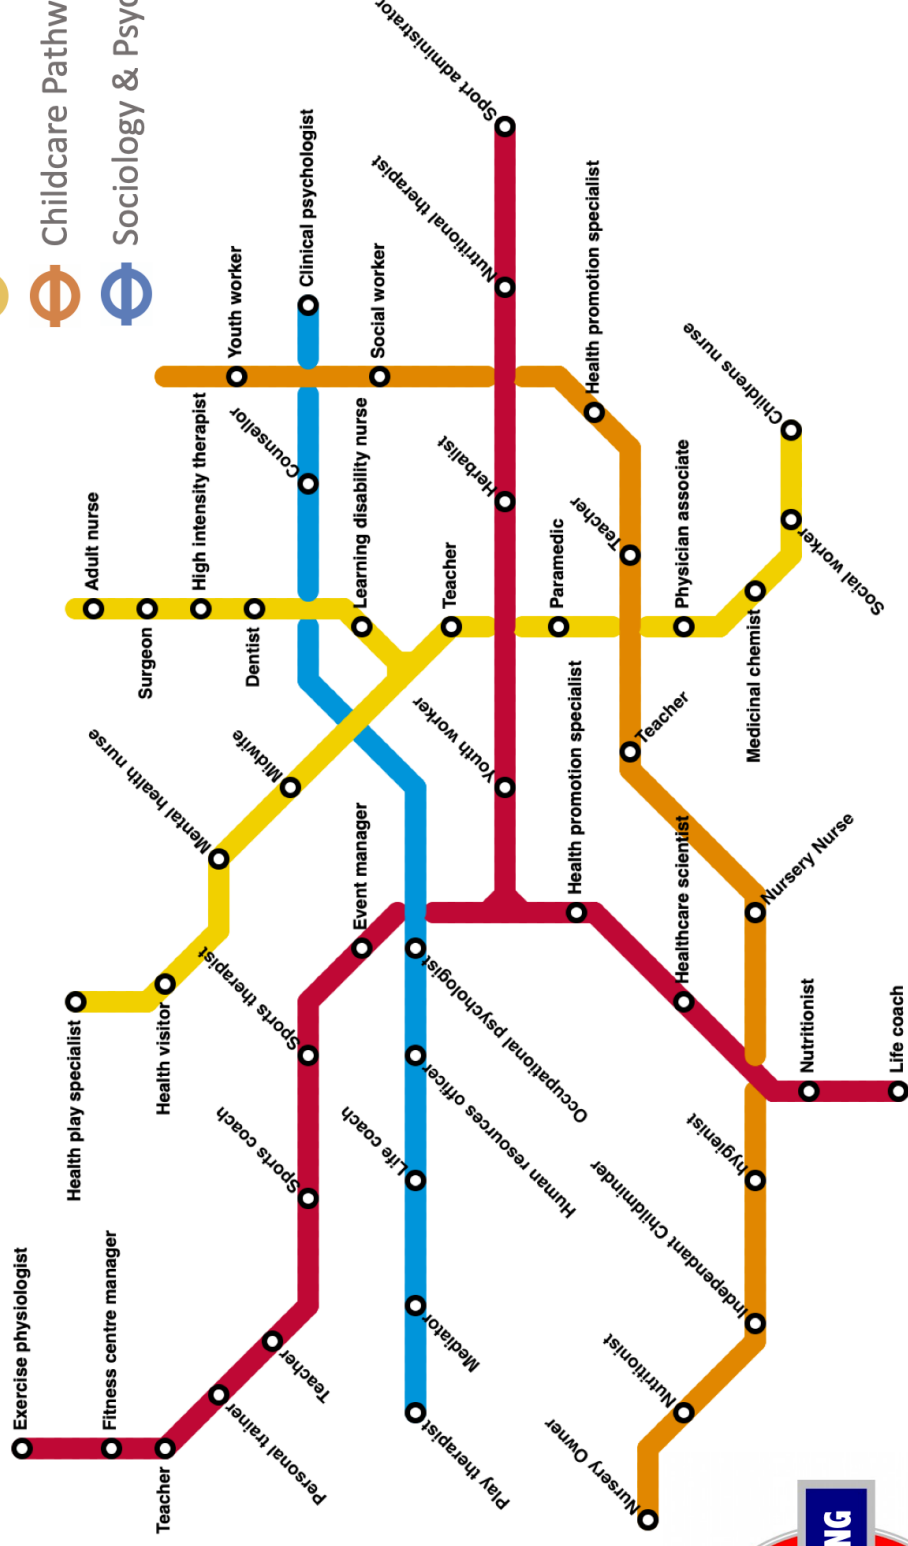 Childcare Pathw
Sociology & Psyc
Sport administrator
Clinical psychologist
Nutritional therapist
Health promotion specialist
Youth worker
Social worker
Childrens nurse
Counsellor
High intensity therapist
Learning disability nurse
Herbalist
Adult nurse
Physician associate
Teacher
Paramedic
Social worker
Surgeon
Dentist
Teacher
Medicinal chemist
Health promotion specialist
Youth worker
Teacher
Midwife
Mental health nurse
Event manager
Healthcare scientist
Nursery Nurse
Sports therapist
Health visitor
Health play specialist
Occupational psychologist
Nutritionist
Life coach
Human resources officer
Sports coach
Life coach
hygienist
Independant Childminder
Exercise physiologist
Fitness centre manager
Teacher
Mediator
Nutritionist
Personal trainer
Teacher
Play therapist
Nursery Owner
NG